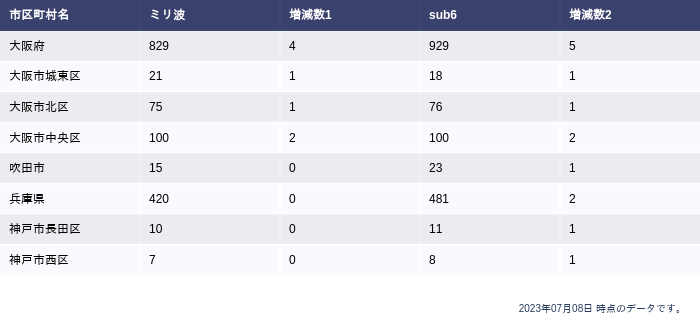 市区町村名 ミリ波 増減数1 sub6 増減数2
大阪府 829 4 929 5
大阪市城東区 21 1 18 1
大阪市北区 75 1 76 1
大阪市中央区 100 2 100 2
吹田市 15 0 23 1
兵庫県 420 0 481 2
神戸市長田区 10 0 11 1
神戸市西区 7 0 8 1
2023年07月08日 時点のデータです。